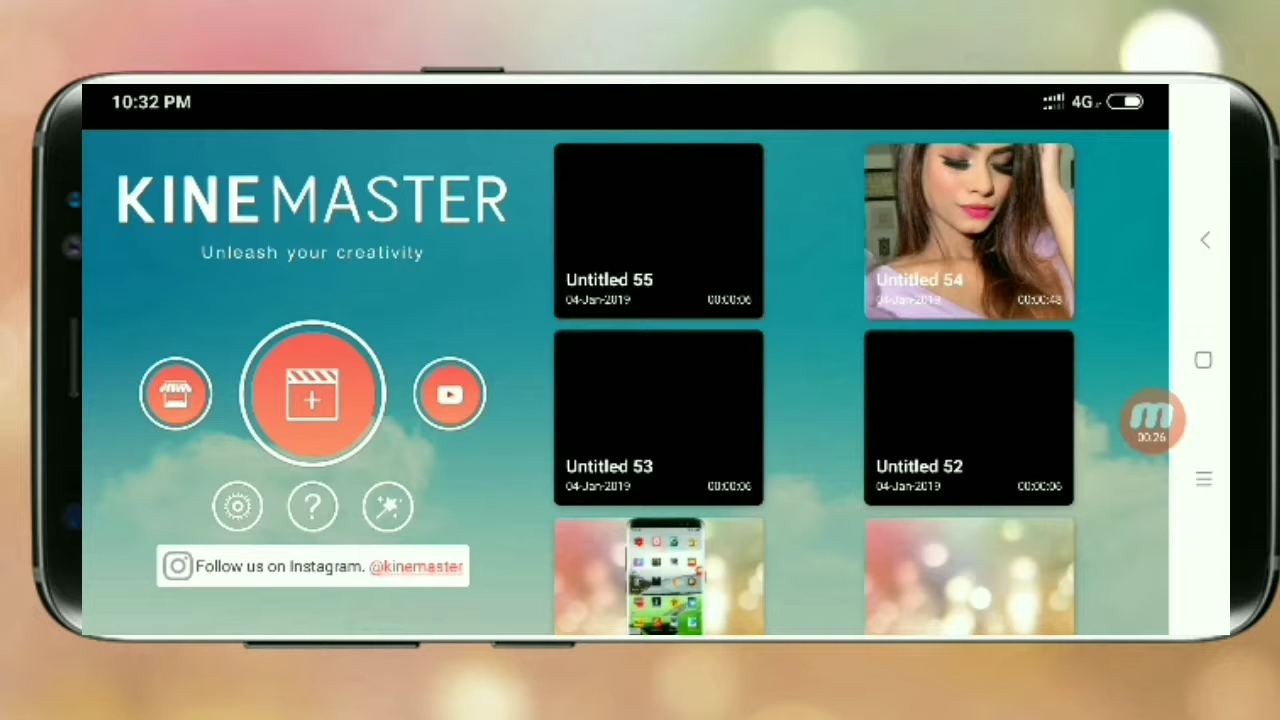 10:32 PM
4G
KINEMASTER
Unleash your creativity
Follow us on Instagram. @kinemaster
Untitled 55
04-Jan-2019 00:00:06
Untitled 54
04-Jan-2019 00:00:48
Untitled 53
04-Jan-2019 00:00:06
Untitled 52
04-Jan-2019 00:00:06
00:26